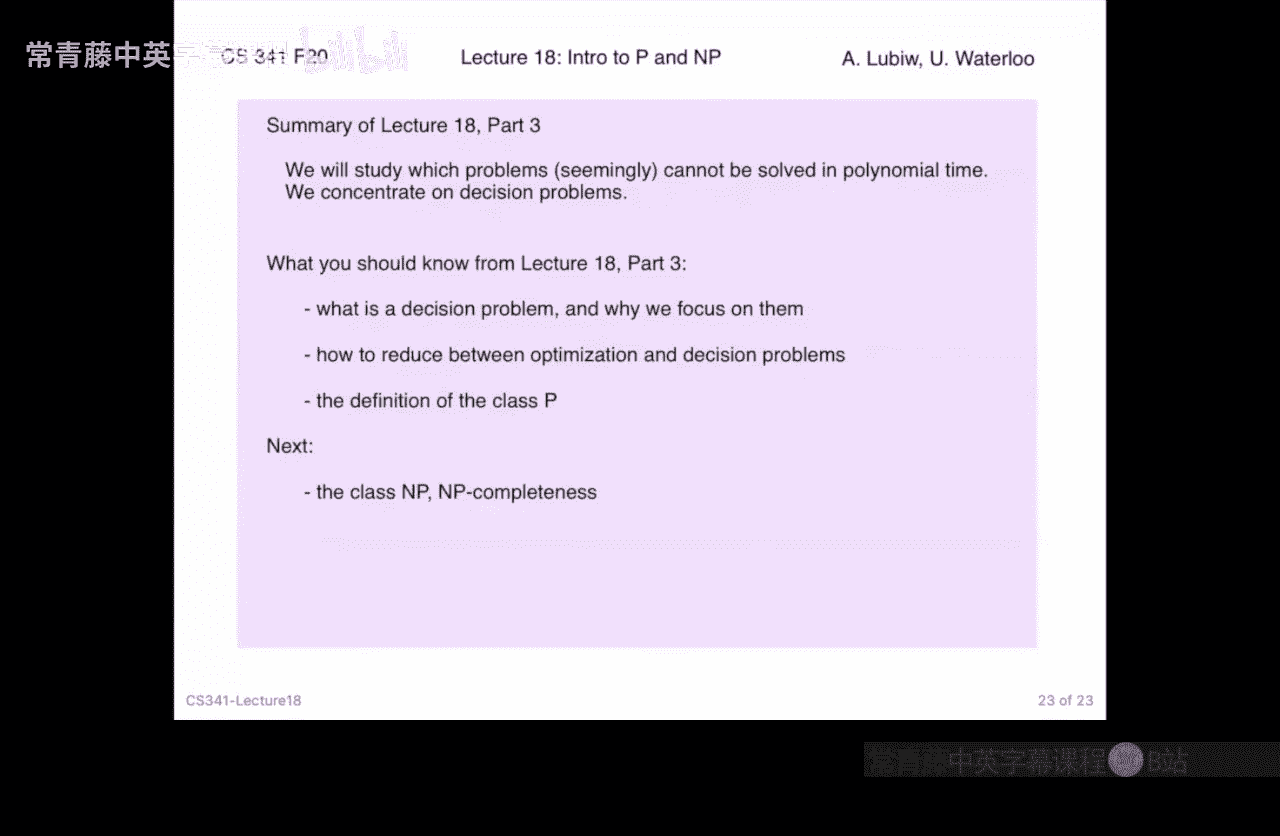 常青藤中英
CS 341 F20
Lecture 18: Intro to P and NP
A. Lubiw, U. Waterloo
Summary of Lecture 18, Part 3
We will study which problems (seemingly) cannot be solved in polynomial time.
We concentrate on decision problems.
What you should know from Lecture 18, Part 3:
- what is a decision problem, and why we focus on them
- how to reduce between optimization and decision problems
- the definition of the class P
Next:
- the class NP, NP-completeness
CS341-Lecture18
23 of 23
中英字幕课程
B站